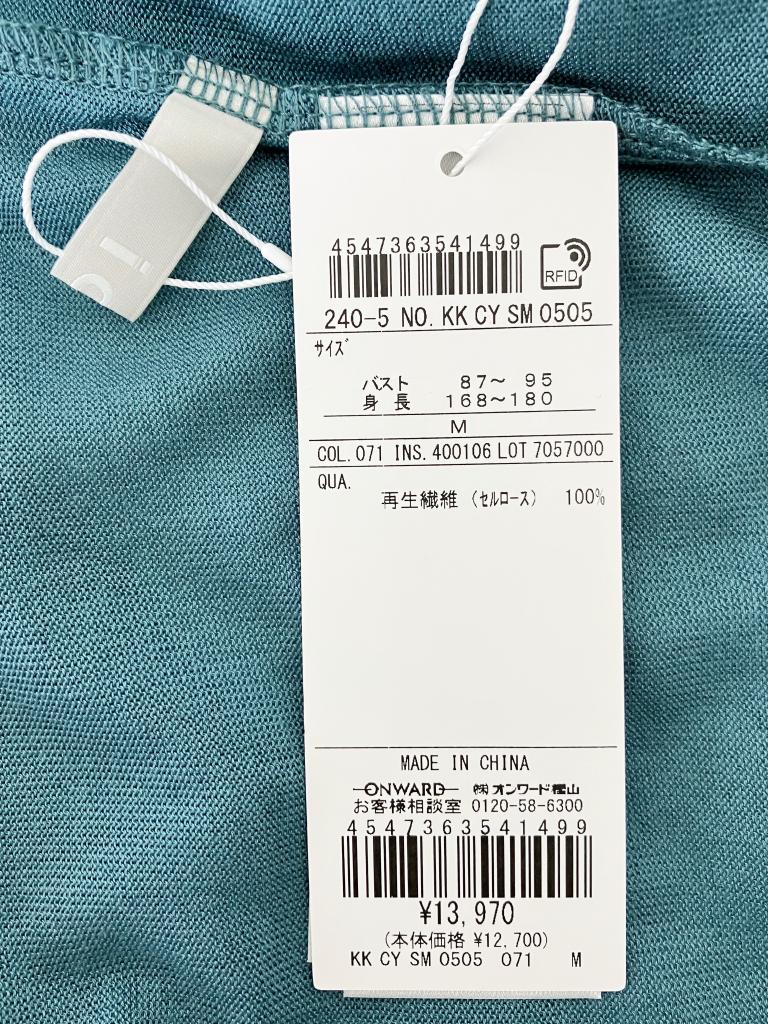 4547363541499
RFID
240-5 NO. KK CY SM 0505
サイズ
バスト 87～ 95
身 長 168～180
M
COL. 071 INS. 400106 LOT 7057000
QUA.
再生繊維 (セルロース) 100%
MADE IN CHINA
ONWARD ㈱オンワード樫山
お客様相談室 0120-58-6300
4547363541499
¥13,970
(本体価格 ¥12,700)
KK CY SM 0505 071 M